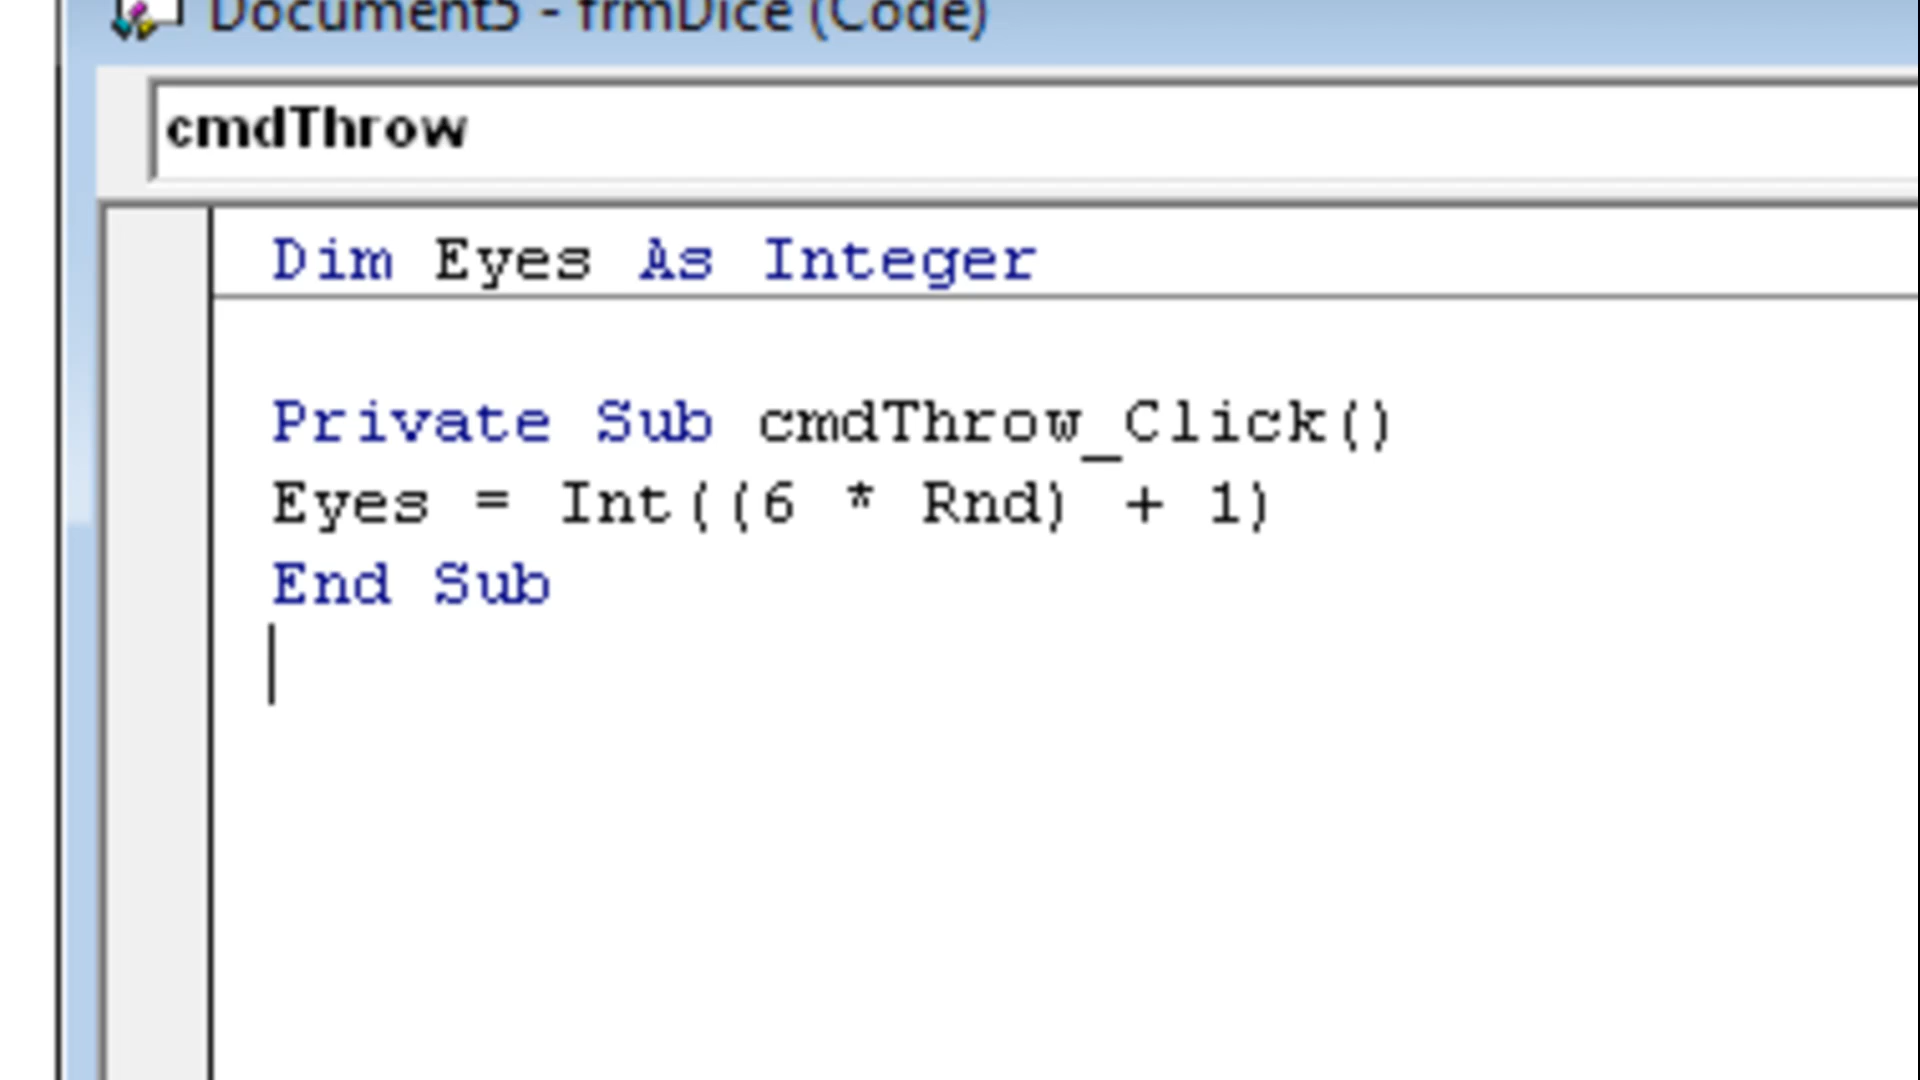 Document5 - frmDice (Code)
cmdThrow
Dim Eyes As Integer
Private Sub cmdThrow_Click()
Eyes = Int((6 * Rnd) + 1)
End Sub